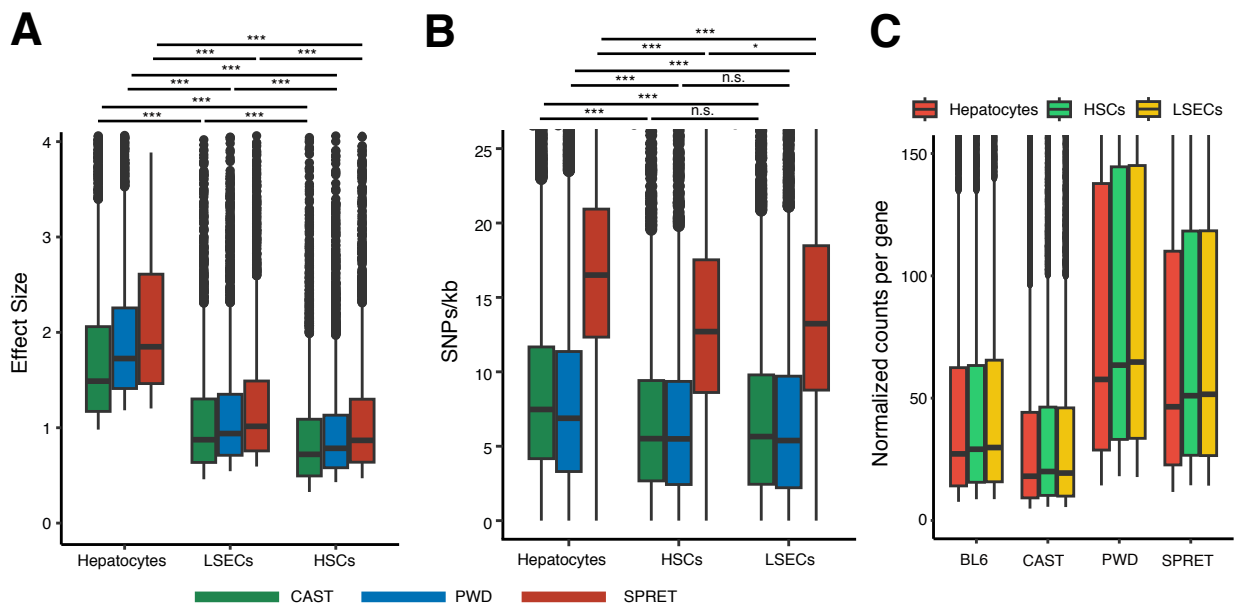 A
***
***
***
***
***
***
***
***
***
Effect Size
4
3
2
1
0
Hepatocytes
LSECs
HSCs
B
***
***
*
***
***
n.s.
***
***
n.s.
SNPs/kb
25
20
15
10
5
0
Hepatocytes
HSCs
LSECs
CAST
PWD
SPRET
C
Hepatocytes
HSCs
LSECs
Normalized counts per gene
150
100
50
0
BL6
CAST
PWD
SPRET